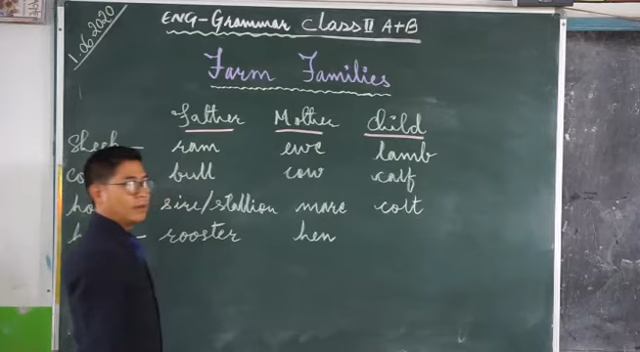 1.06.2020
ENG-Grammar Class II A+B
Farm Families
Father Mother Child
Sheep - ram ewe lamb
bull cow calf
sire/stallion mare colt
- rooster hen